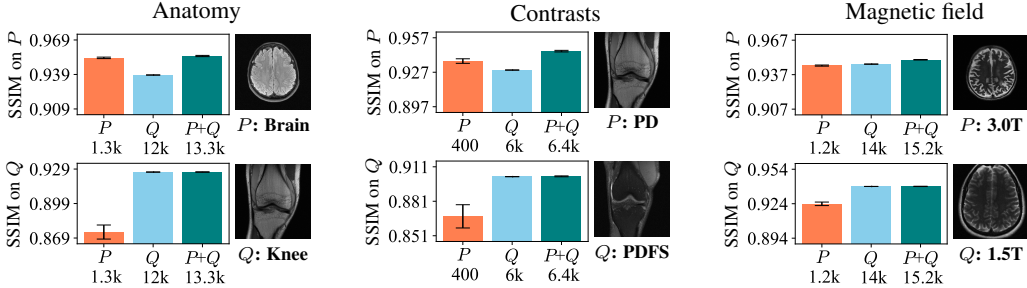 Anatomy
SSIM on P
0.969
0.939
0.909
P Q P+Q
1.3k 12k 13.3k
P: Brain
SSIM on Q
0.929
0.899
0.869
P Q P+Q
1.3k 12k 13.3k
Q: Knee
Contrasts
SSIM on P
0.957
0.927
0.897
P Q P+Q
400 6k 6.4k
P: PD
SSIM on Q
0.911
0.881
0.851
P Q P+Q
400 6k 6.4k
Q: PDFS
Magnetic field
SSIM on P
0.967
0.937
0.907
P Q P+Q
1.2k 14k 15.2k
P: 3.0T
SSIM on Q
0.954
0.924
0.894
P Q P+Q
1.2k 14k 15.2k
Q: 1.5T